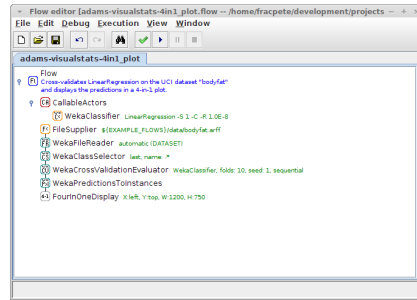 Flow editor [adams-visualstats-4in1_plot.flow -- /home/fracpete/development/projects
File Edit Debug Execution View Window
adams-visualstats-4in1_plot
Flow
Cross-validates LinearRegression on the UCI dataset "bodyfat"
and displays the predictions in a 4-in-1 plot.
CallableActors
WekaClassifier LinearRegression -S 1 -C -R 1.0E-8
FileSupplier ${EXAMPLE_FLOWS}/data/bodyfat.arff
WekaFileReader automatic (DATASET)
WekaClassSelector last, name: .*
WekaCrossValidationEvaluator WekaClassifier, folds: 10, seed: 1, sequential
WekaPredictionsToInstances
4-1 FourInOneDisplay X:left, Y:top, W:1200, H:750